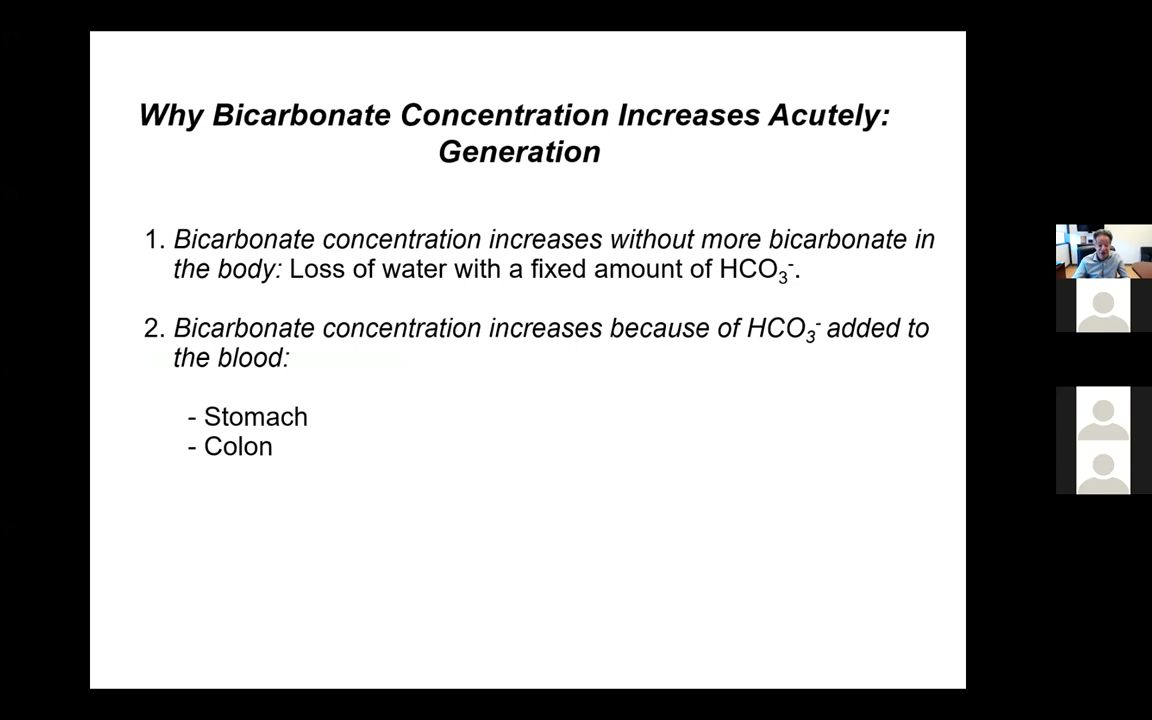 Why Bicarbonate Concentration Increases Acutely:
Generation
1. Bicarbonate concentration increases without more bicarbonate in
the body: Loss of water with a fixed amount of HCO₃⁻.
2. Bicarbonate concentration increases because of HCO₃⁻ added to
the blood:
- Stomach
- Colon